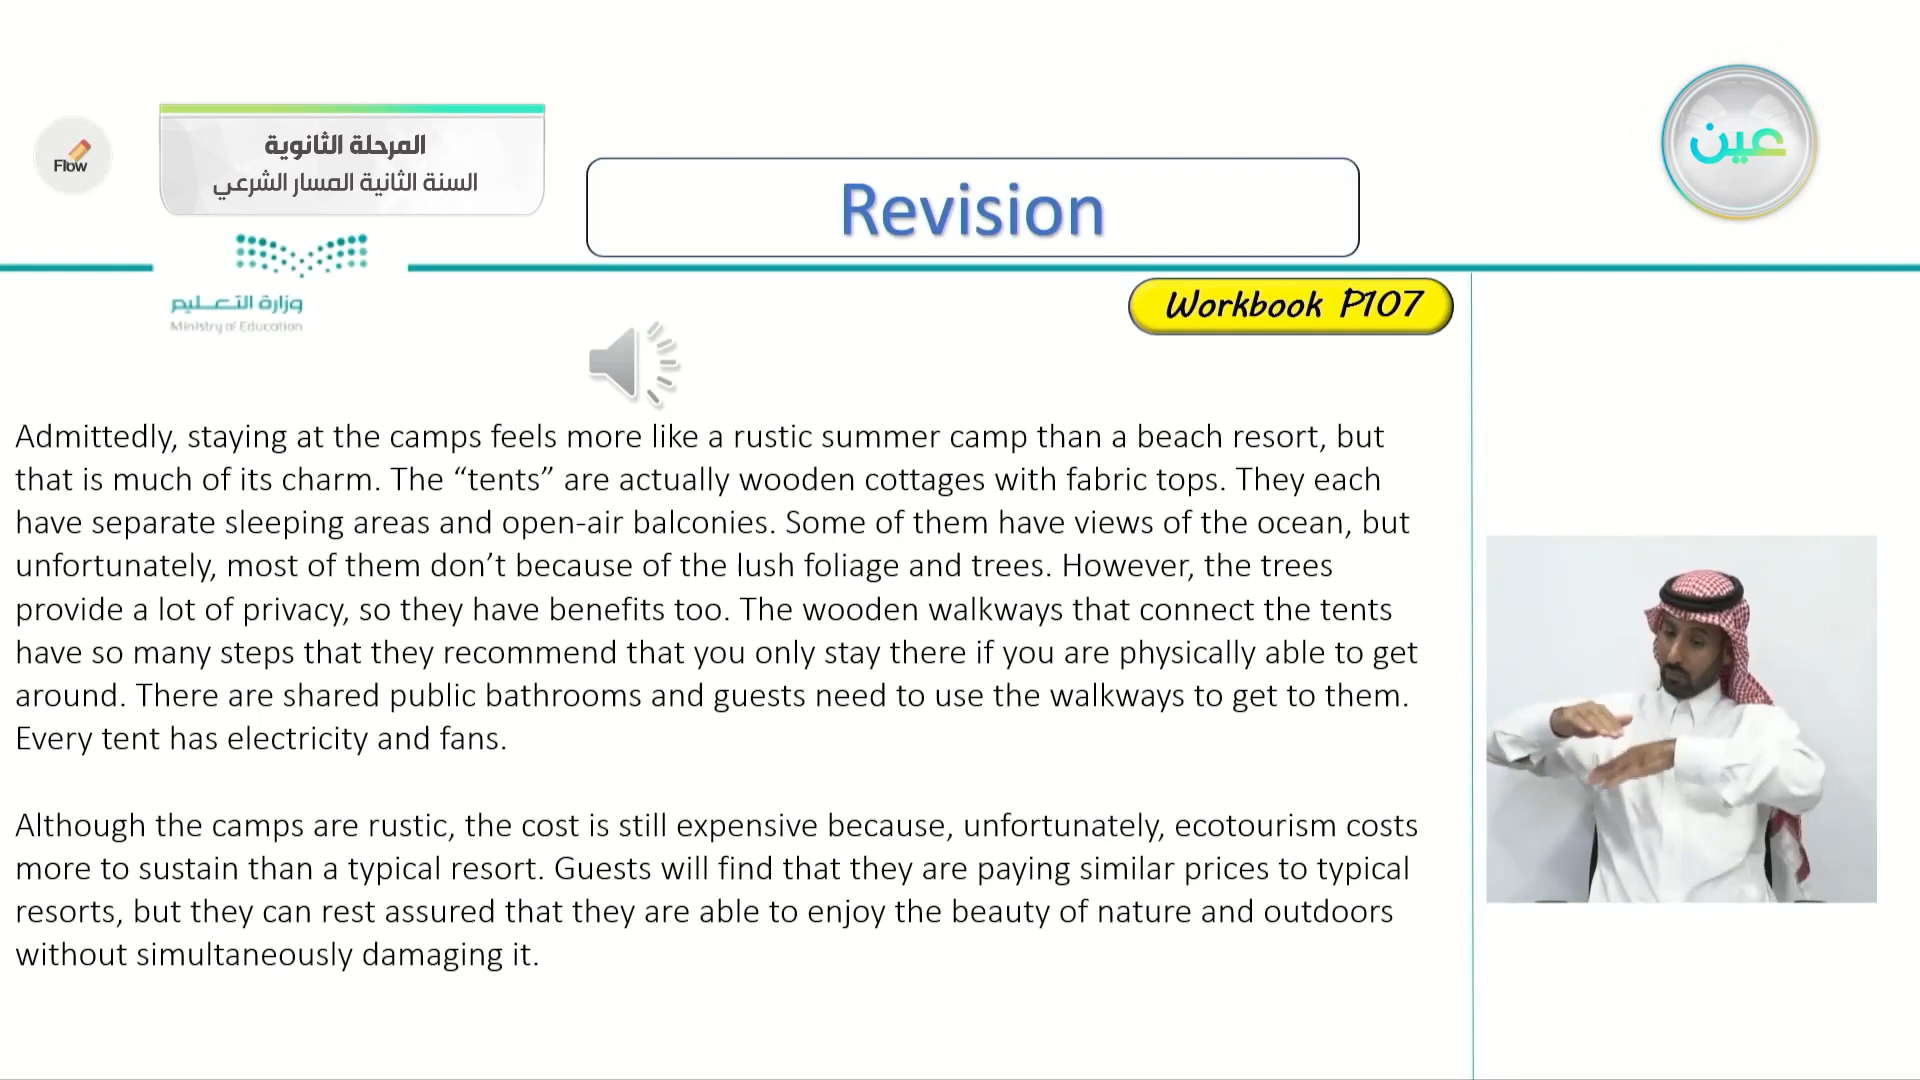 Flow
المرحلة الثانوية
السنة الثانية المسار الشرعي
Revision
عين
وزارة التعليم
Ministry of Education
Workbook P107
Admittedly, staying at the camps feels more like a rustic summer camp than a beach resort, but
that is much of its charm. The “tents” are actually wooden cottages with fabric tops. They each
have separate sleeping areas and open-air balconies. Some of them have views of the ocean, but
unfortunately, most of them don’t because of the lush foliage and trees. However, the trees
provide a lot of privacy, so they have benefits too. The wooden walkways that connect the tents
have so many steps that they recommend that you only stay there if you are physically able to get
around. There are shared public bathrooms and guests need to use the walkways to get to them.
Every tent has electricity and fans.
Although the camps are rustic, the cost is still expensive because, unfortunately, ecotourism costs
more to sustain than a typical resort. Guests will find that they are paying similar prices to typical
resorts, but they can rest assured that they are able to enjoy the beauty of nature and outdoors
without simultaneously damaging it.